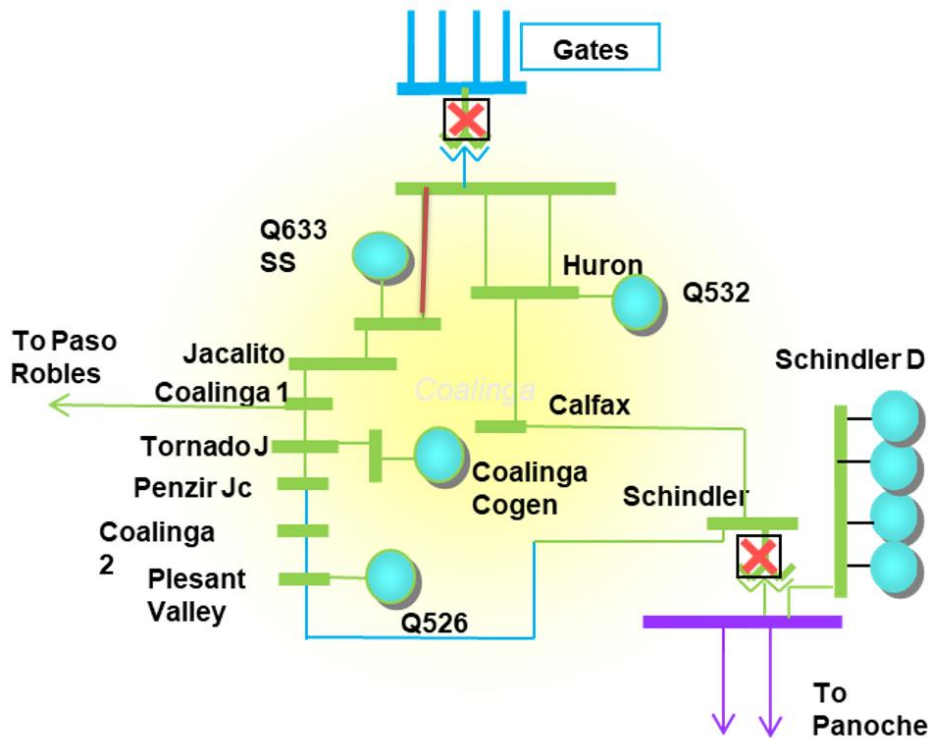 Gates
Q633
SS
Huron
Q532
To Paso
Robles
Jacalito
Schindler D
Coalinga 1
Coalinga
Calfax
Tornado J
Coalinga
Cogen
Penzir Jc
Schindler
Coalinga
2
Plesant
Valley
Q526
To
Panoche